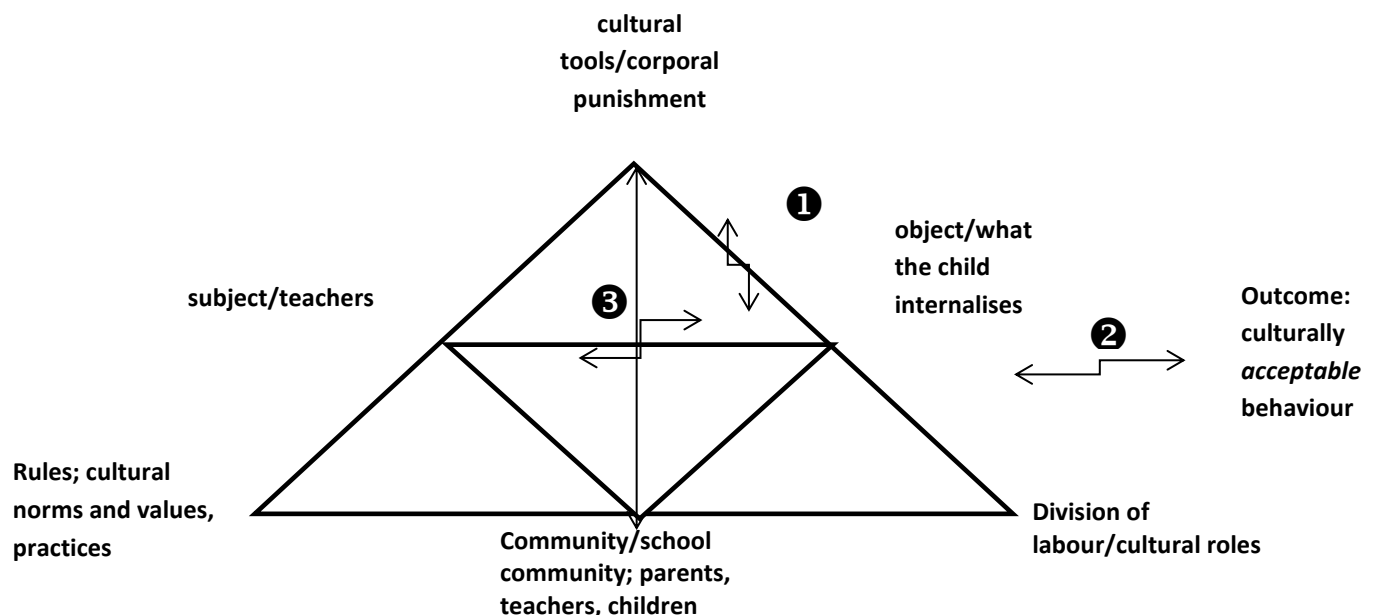 cultural
tools/corporal
punishment
❶
object/what
the child
internalises
subject/teachers
❸
Outcome:
culturally
acceptable
behaviour
❷
Rules; cultural
norms and values,
practices
Community/school
community; parents,
teachers, children
Division of
labour/cultural roles